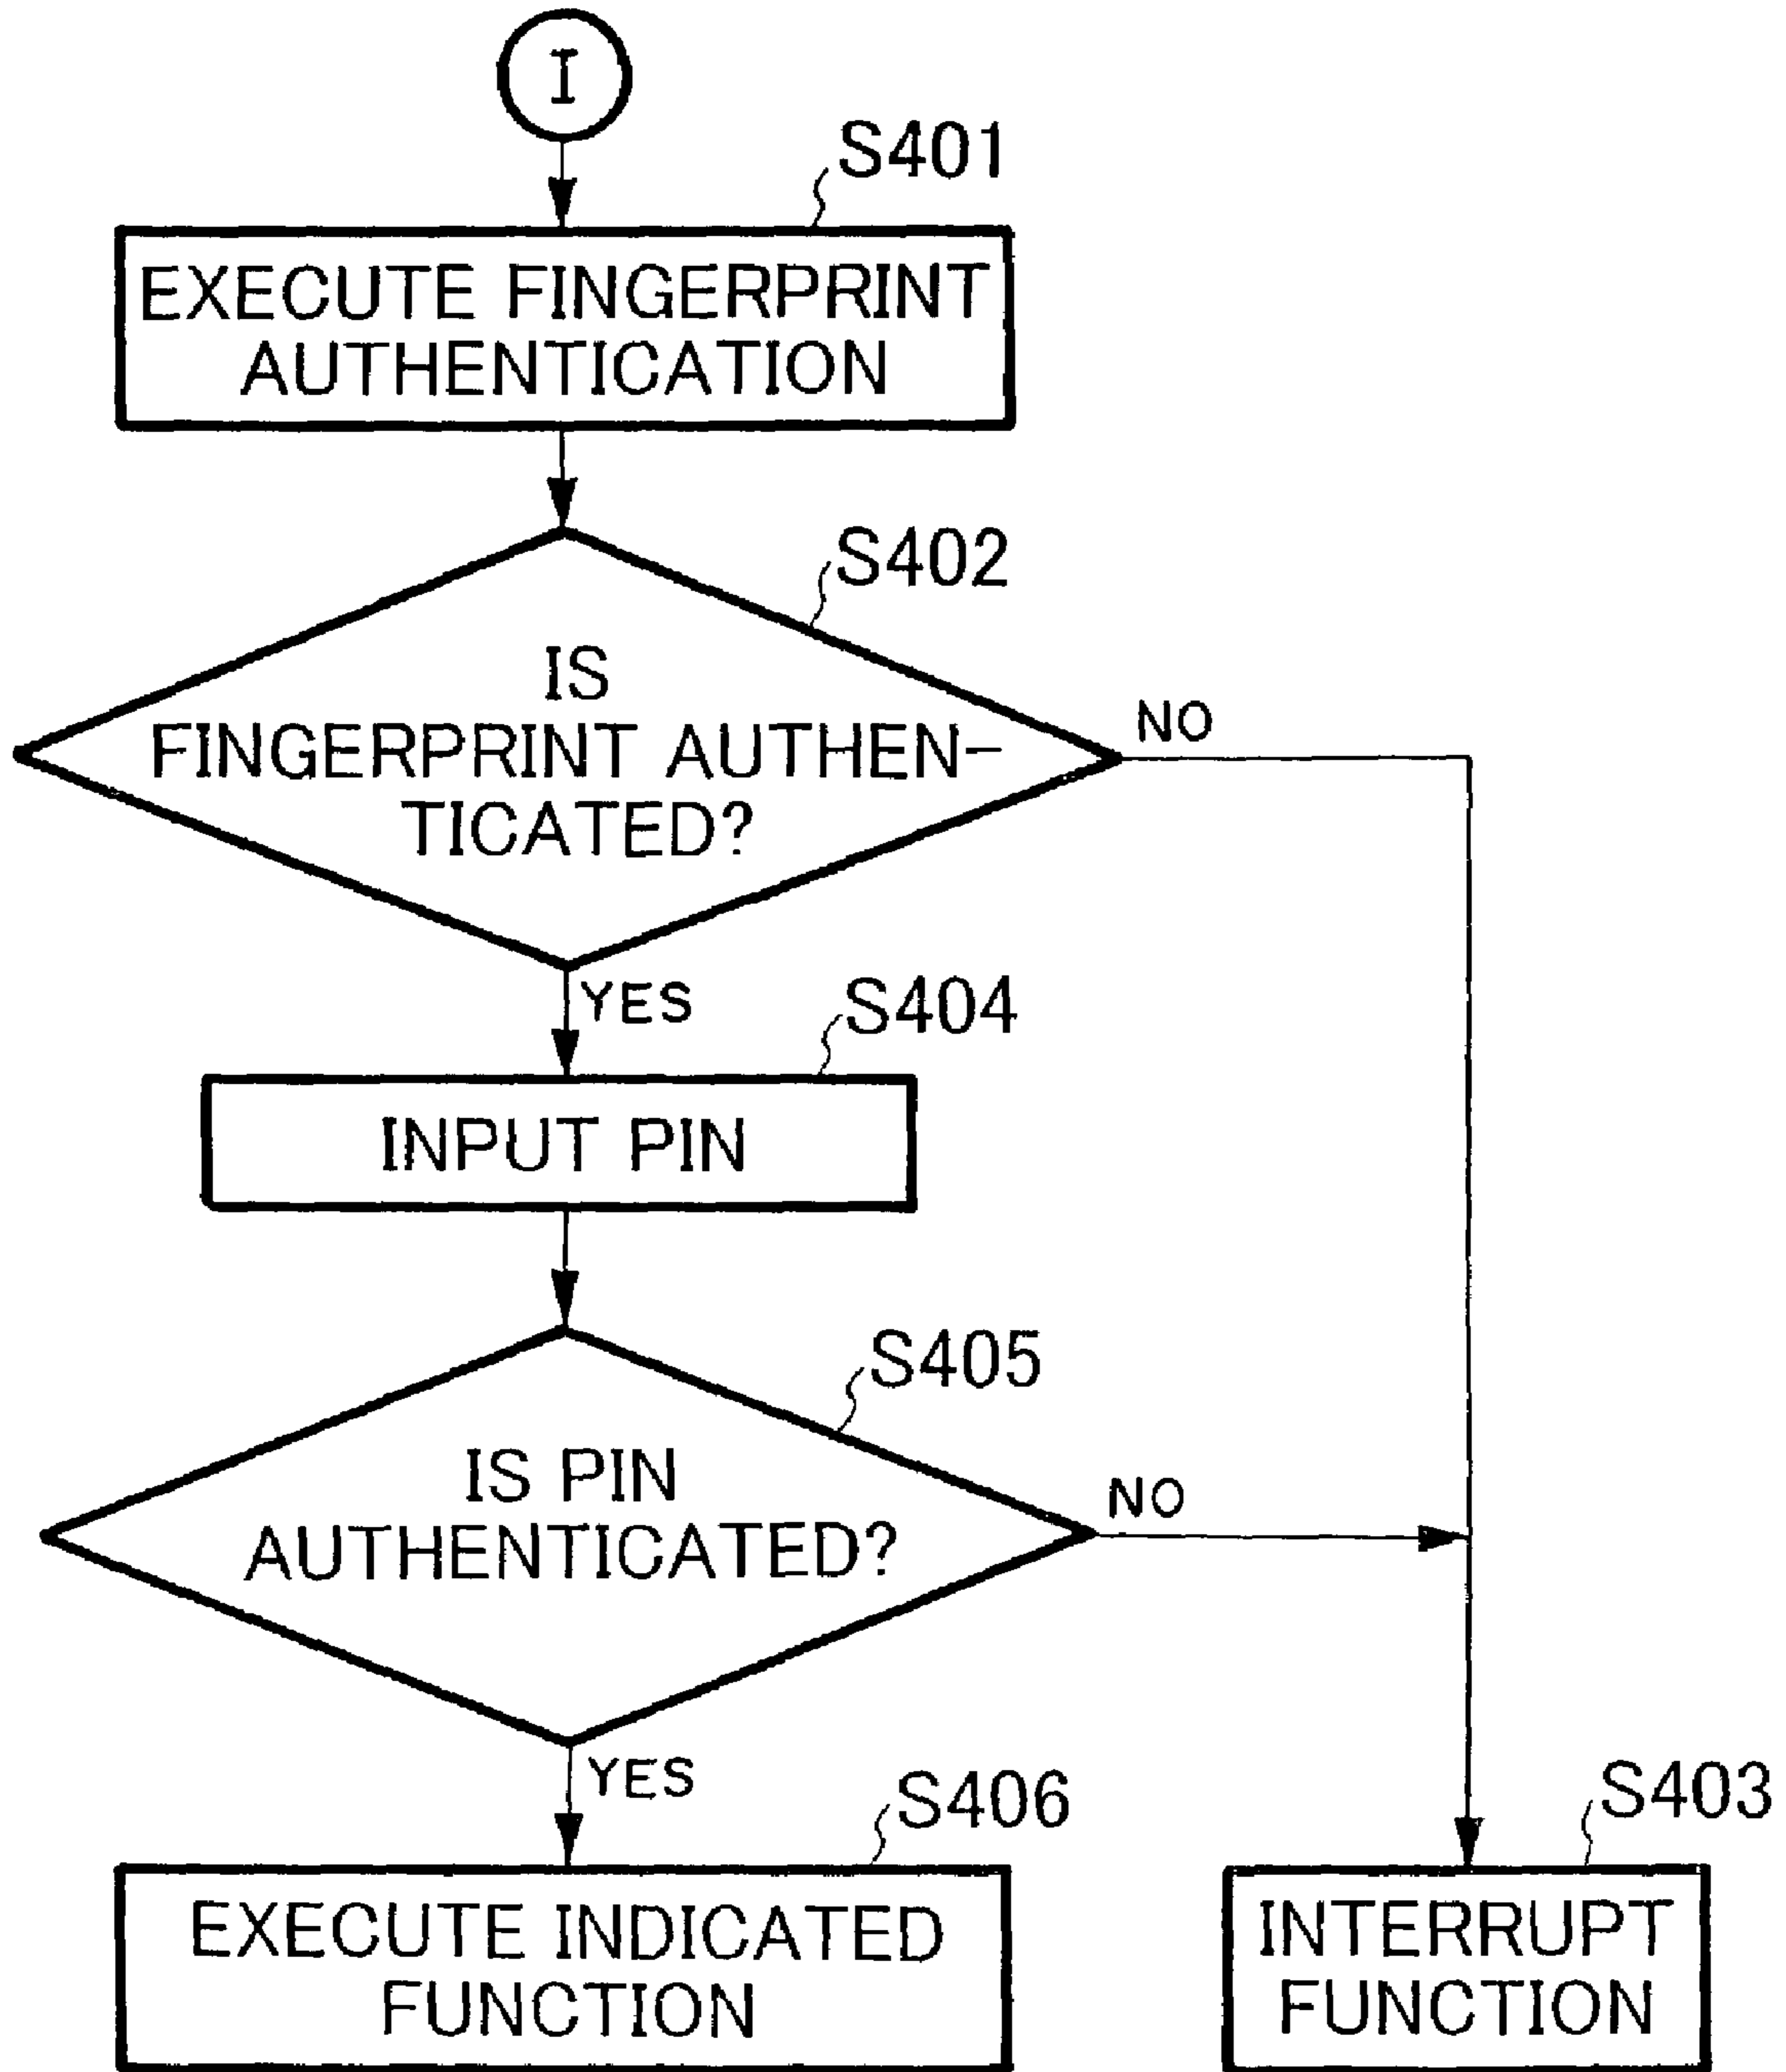 I
S401
EXECUTE FINGERPRINT
AUTHENTICATION
S402
IS
FINGERPRINT AUTHEN-
TICATED?
NO
YES
S404
INPUT PIN
S405
IS PIN
AUTHENTICATED?
NO
YES
S406
S403
EXECUTE INDICATED
FUNCTION
INTERRUPT
FUNCTION